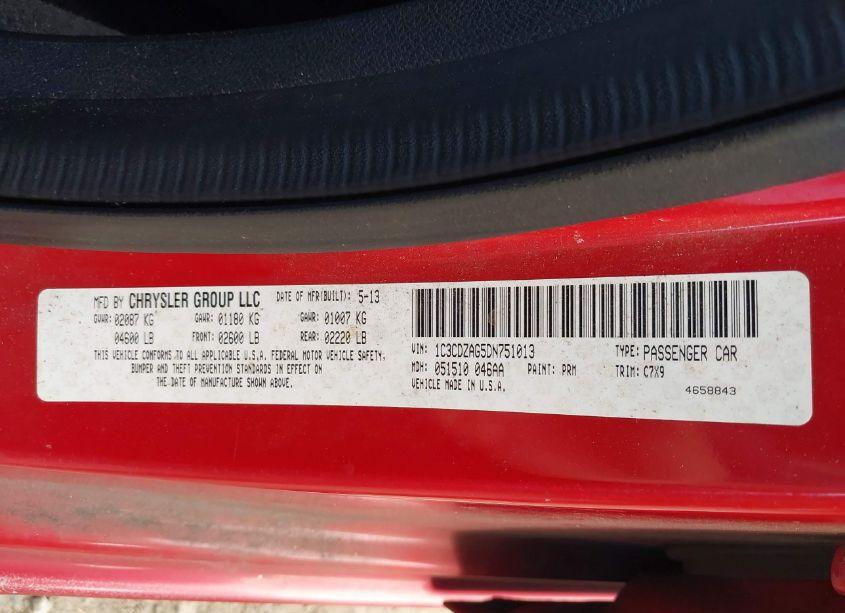 MFD BY CHRYSLER GROUP LLC DATE OF MFR(BUILT): 5-13
GVWR: 02087 KG GAWR: 01180 KG GAWR: 01007 KG
04600 LB FRONT: 02600 LB REAR: 02220 LB
THIS VEHICLE CONFORMS TO ALL APPLICABLE U.S.A. FEDERAL MOTOR VEHICLE SAFETY,
BUMPER AND THEFT PREVENTION STANDARDS IN EFFECT ON
THE DATE OF MANUFACTURE SHOWN ABOVE.
VIN: 1C3CDZAG5DN751013 TYPE: PASSENGER CAR
MDH: 051510 046AA PAINT: PRM TRIM: C7X9
VEHICLE MADE IN U.S.A. 4658843